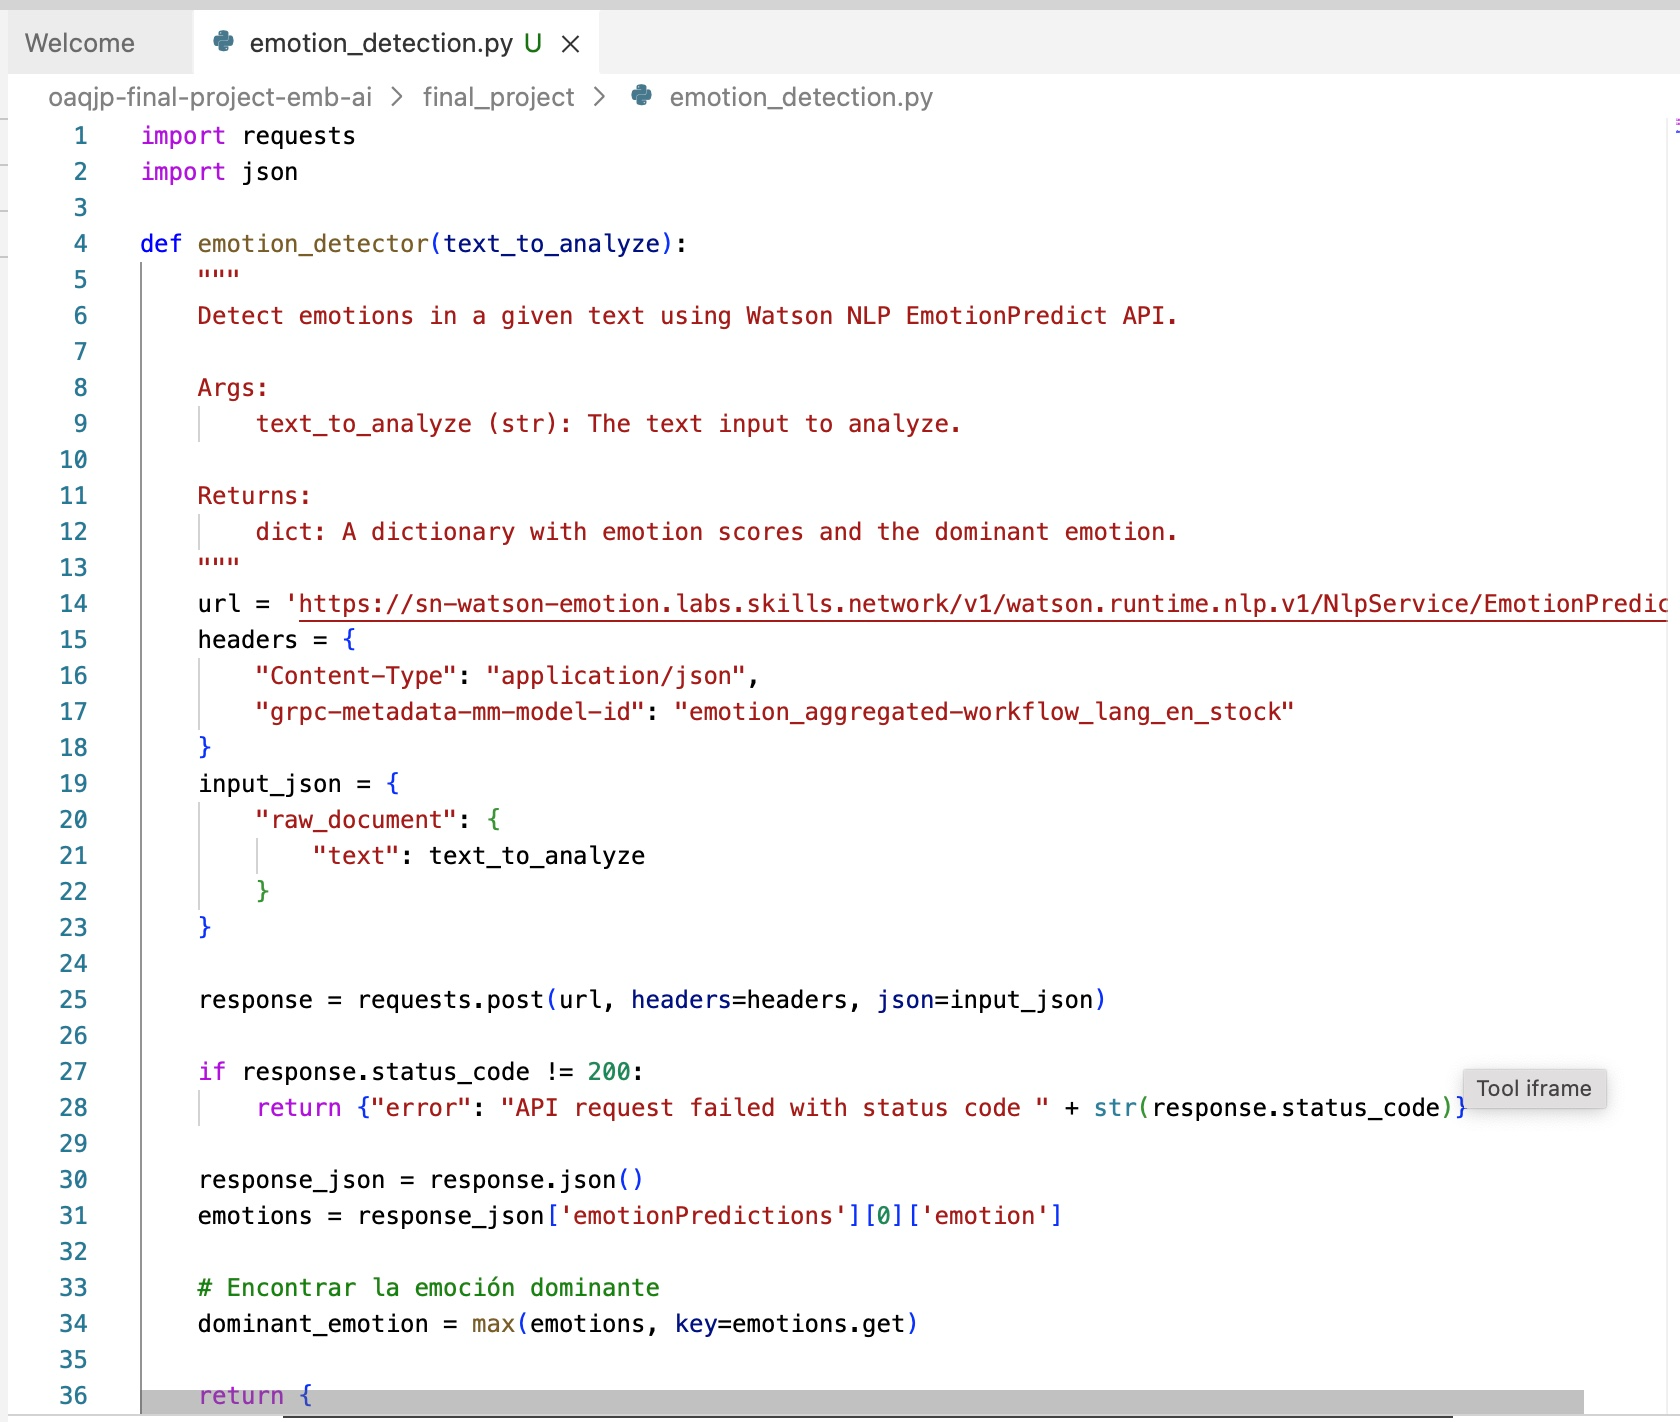 Welcome
emotion_detection.py U
oaqjp-final-project-emb-ai > final_project > emotion_detection.py
1 import requests
2 import json
3
4 def emotion_detector(text_to_analyze):
5     """
6     Detect emotions in a given text using Watson NLP EmotionPredict API.
7
8     Args:
9         text_to_analyze (str): The text input to analyze.
10
11     Returns:
12         dict: A dictionary with emotion scores and the dominant emotion.
13     """
14     url = 'https://sn-watson-emotion.labs.skills.network/v1/watson.runtime.nlp.v1/NlpService/EmotionPredic
15     headers = {
16         "Content-Type": "application/json",
17         "grpc-metadata-mm-model-id": "emotion_aggregated-workflow_lang_en_stock"
18     }
19     input_json = {
20         "raw_document": {
21             "text": text_to_analyze
22         }
23     }
24
25     response = requests.post(url, headers=headers, json=input_json)
26
27     if response.status_code != 200:
28         return {"error": "API request failed with status code " + str(response.status_code)}
Tool iframe
29
30     response_json = response.json()
31     emotions = response_json['emotionPredictions'][0]['emotion']
32
33     # Encontrar la emoción dominante
34     dominant_emotion = max(emotions, key=emotions.get)
35
36     return {